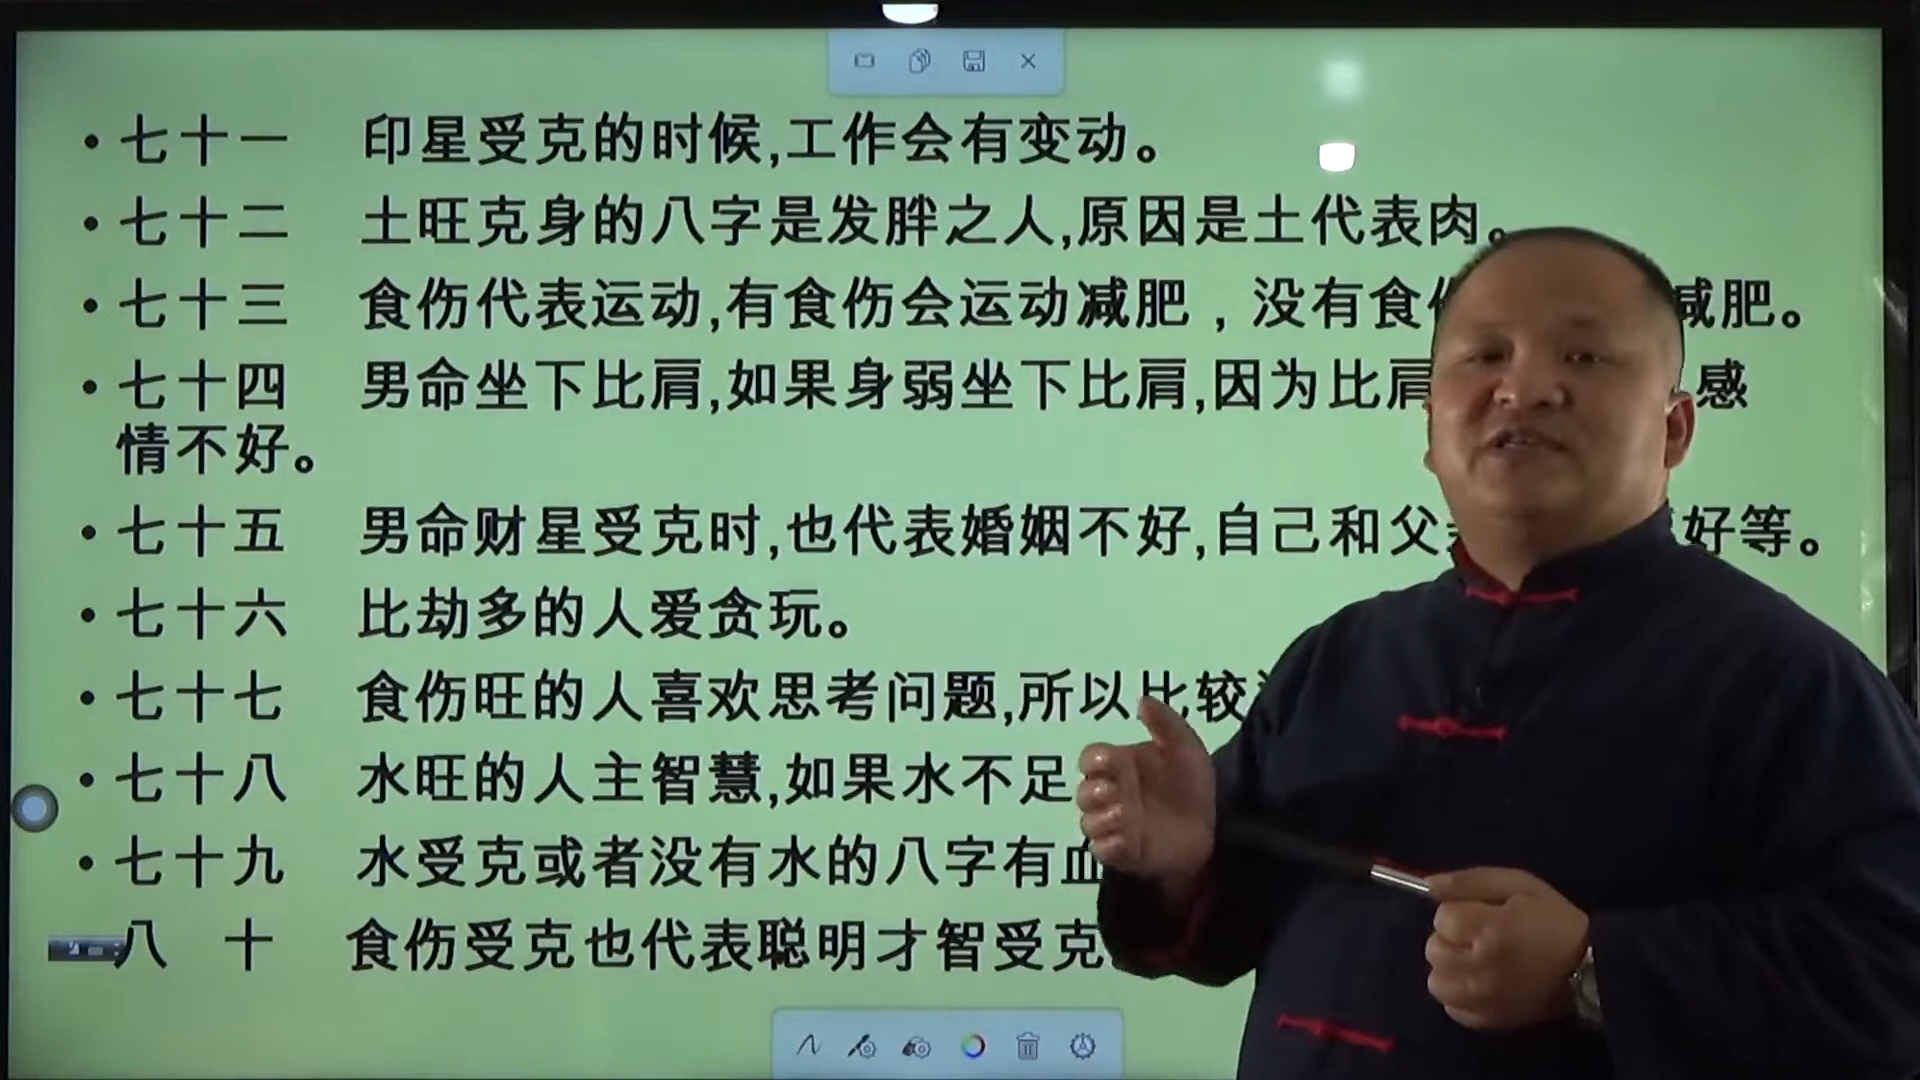 • 七十一 印星受克的时候,工作会有变动。
• 七十二 土旺克身的八字是发胖之人,原因是土代表肉。
• 七十三 食伤代表运动,有食伤会运动减肥，没有食 减肥。
• 七十四 男命坐下比肩,如果身弱坐下比肩,因为比肩 感
情不好。
• 七十五 男命财星受克时,也代表婚姻不好,自己和父 好等。
• 七十六 比劫多的人爱贪玩。
• 七十七 食伤旺的人喜欢思考问题,所以比较
• 七十八 水旺的人主智慧,如果水不足
• 七十九 水受克或者没有水的八字有血
八 十 食伤受克也代表聪明才智受克